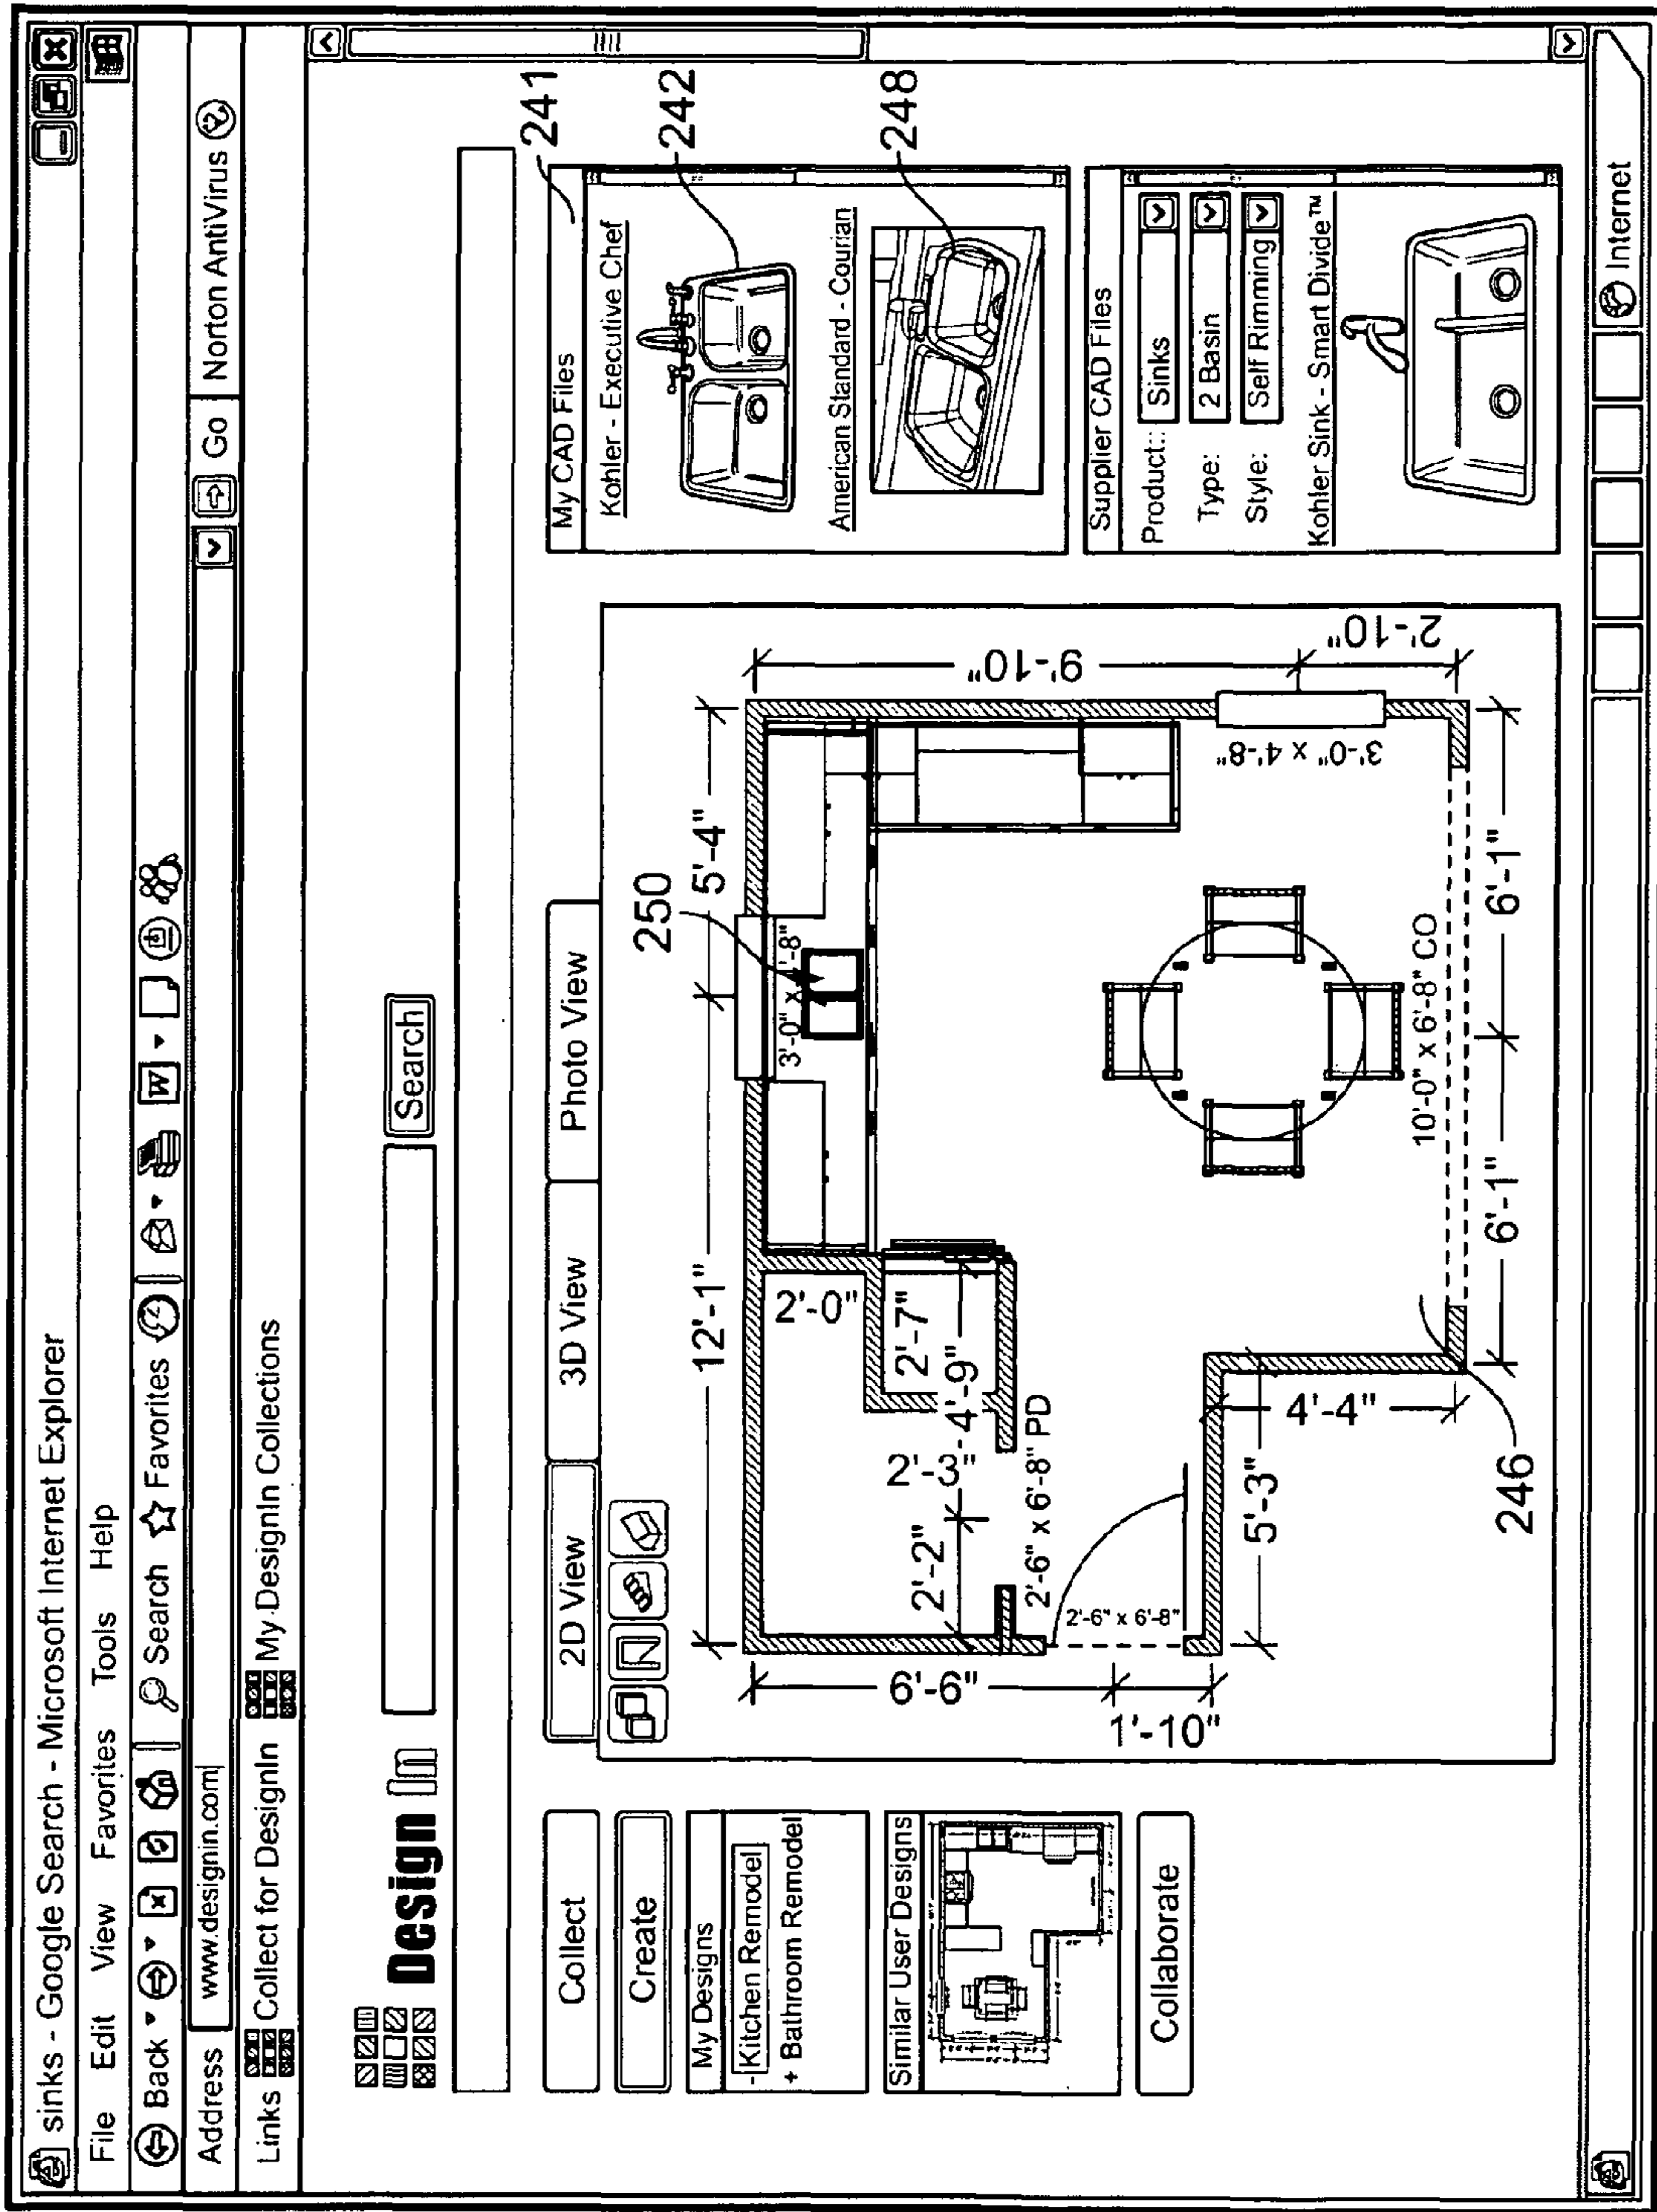 sinks - Google Search - Microsoft Internet Explorer
File Edit View Favorites Tools Help
Back Search Favorites W
Address www.designin.com Go Norton AntiVirus
Links Collect for DesignIn My DesignIn Collections
Design In Search
Collect
Create
My Designs
- Kitchen Remodel
+ Bathroom Remodel
Similar User Designs
Collaborate
2D View 3D View Photo View
250
12'-1" 5'-4"
3'-0" x 4'-8"
2'-0"
2'-7"
4'-9"
2'-3"
2'-2"
2'-6" x 6'-8" PD
2'-6" x 6'-8"
6'-6"
1'-10"
5'-3"
4'-4"
9'-10"
2'-10"
3'-0" x 4'-8"
10'-0" x 6'-8" CO
6'-1" 6'-1"
246
My CAD Files
241
Kohler - Executive Chef
242
American Standard - Courian
248
Supplier CAD Files
Product: Sinks
Type: 2 Basin
Style: Self Rimming
Kohler Sink - Smart Divide™
Internet